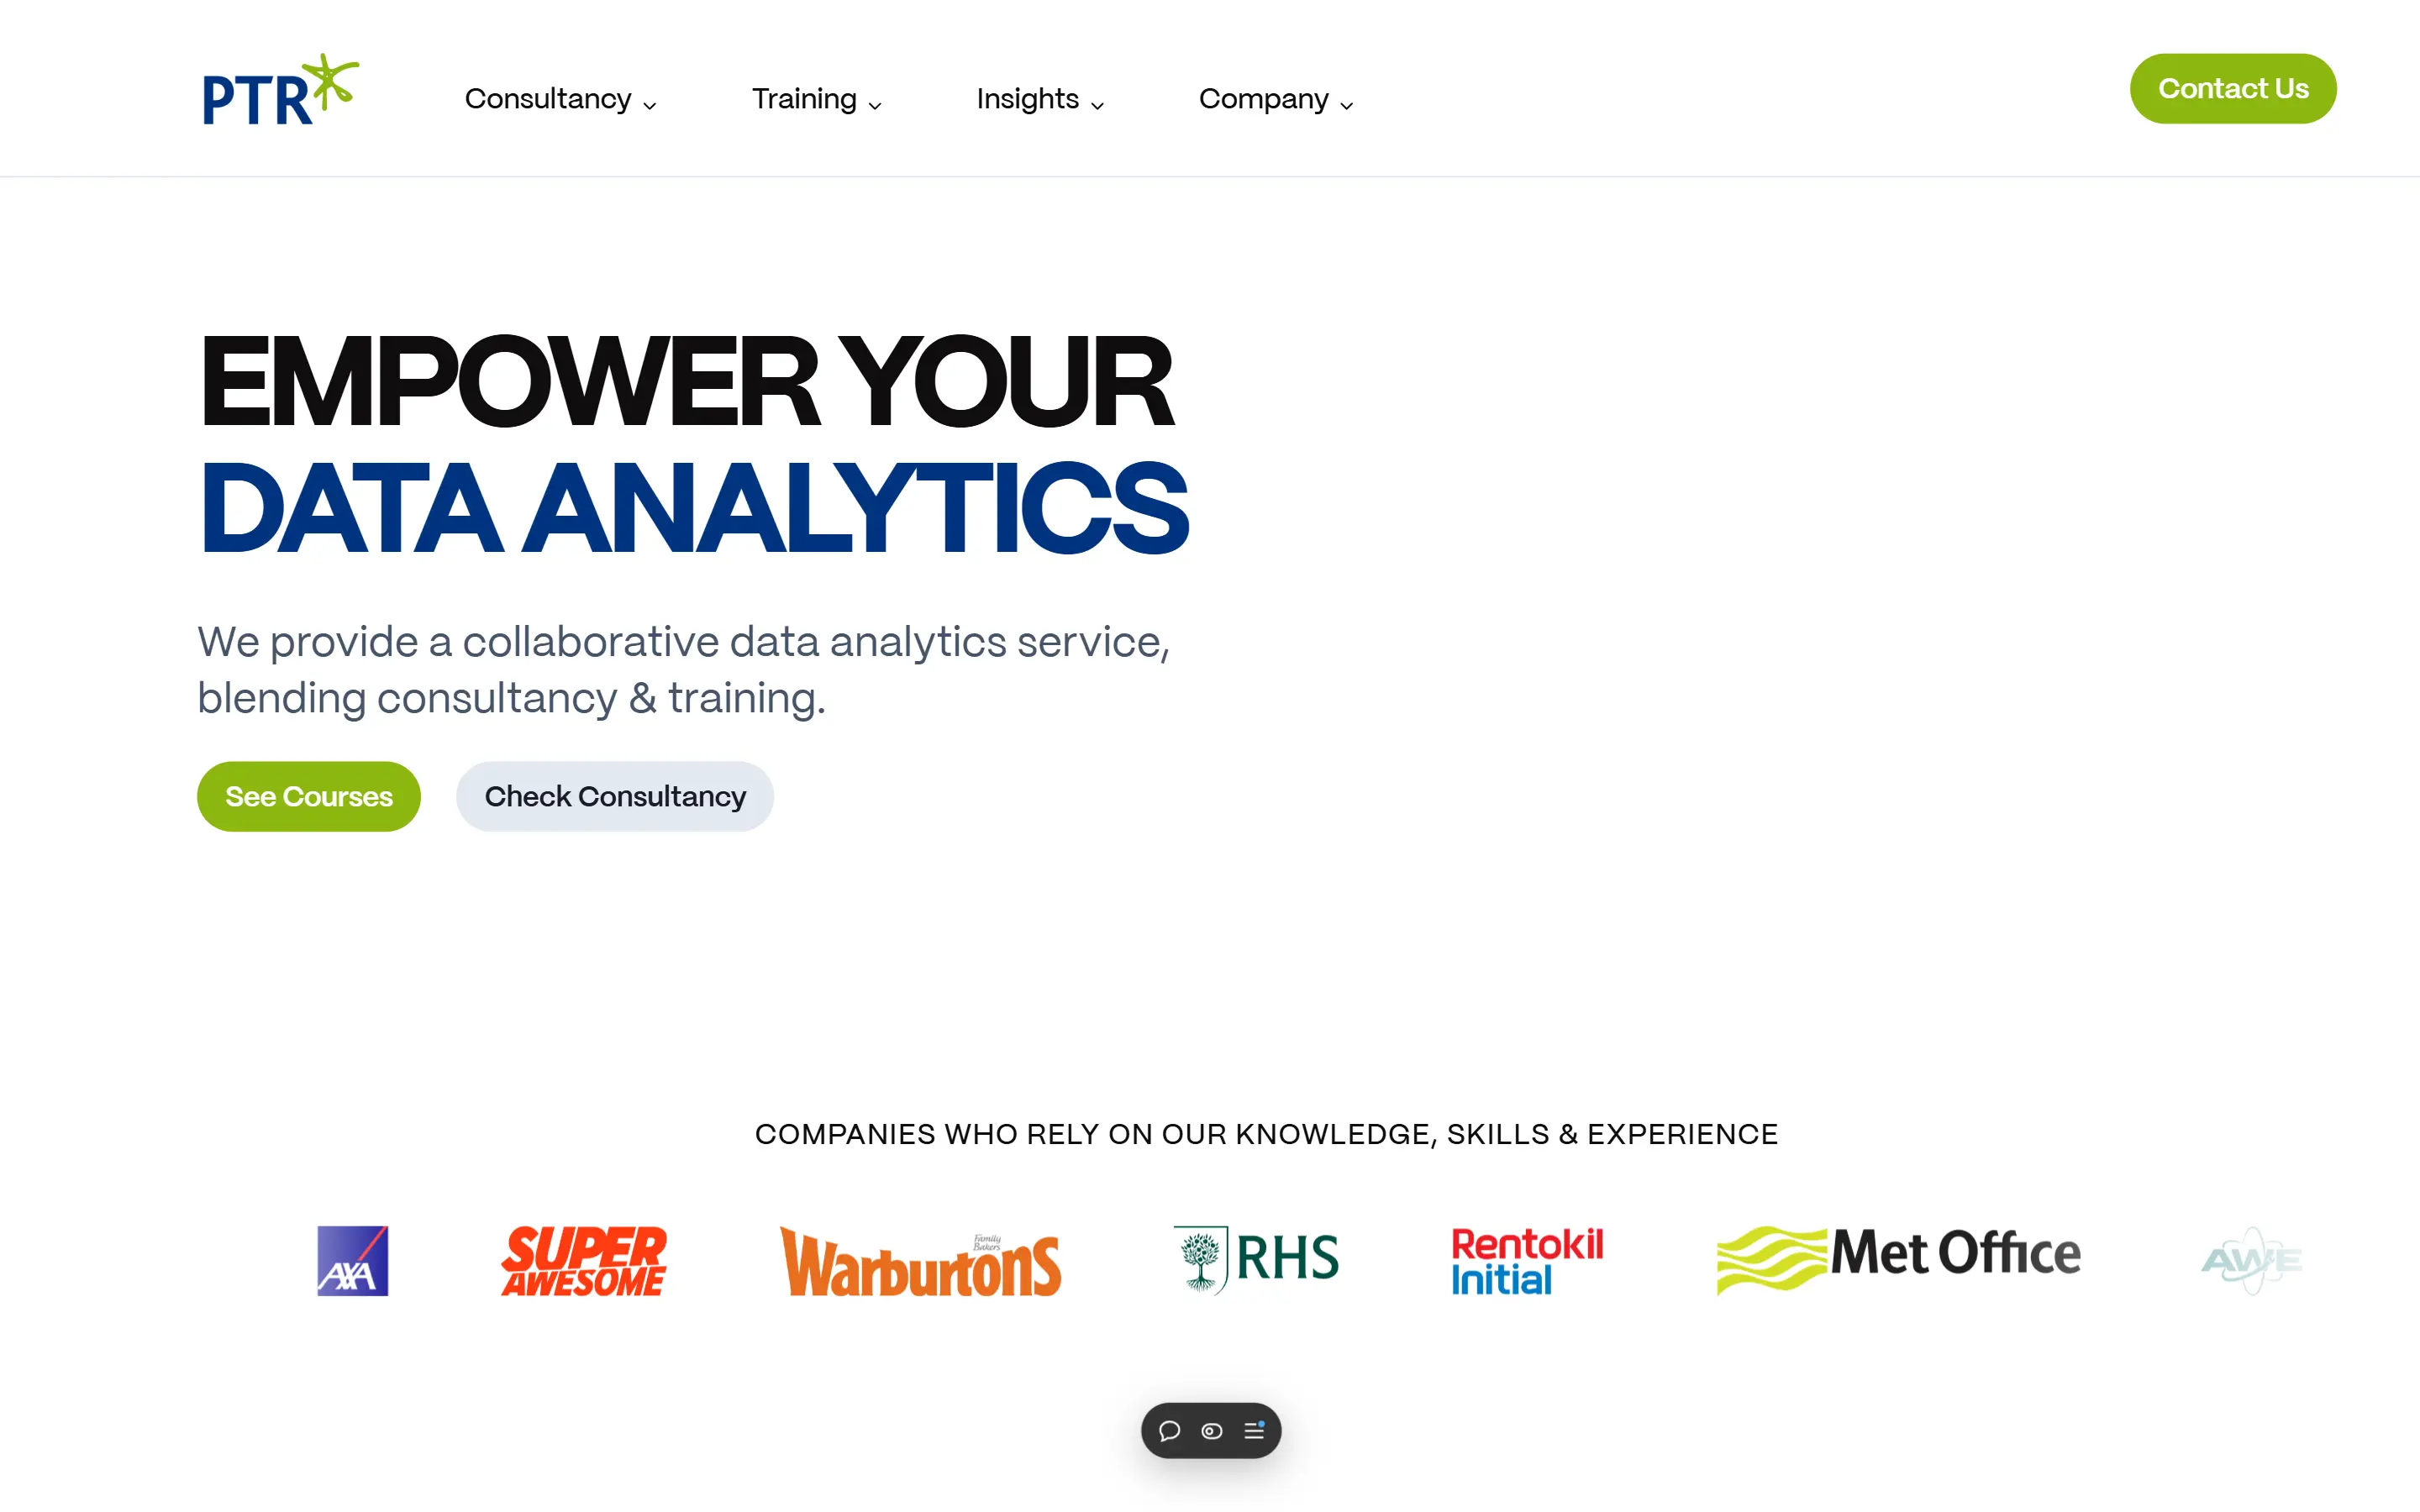 PTR
Consultancy
Training
Insights
Company
Contact Us
EMPOWER YOUR
DATA ANALYTICS
We provide a collaborative data analytics service,
blending consultancy & training.
See Courses
Check Consultancy
COMPANIES WHO RELY ON OUR KNOWLEDGE, SKILLS & EXPERIENCE
AXA
SUPER
AWESOME
Family
Bakers
Warburtons
RHS
Rentokil
Initial
Met Office
AWE